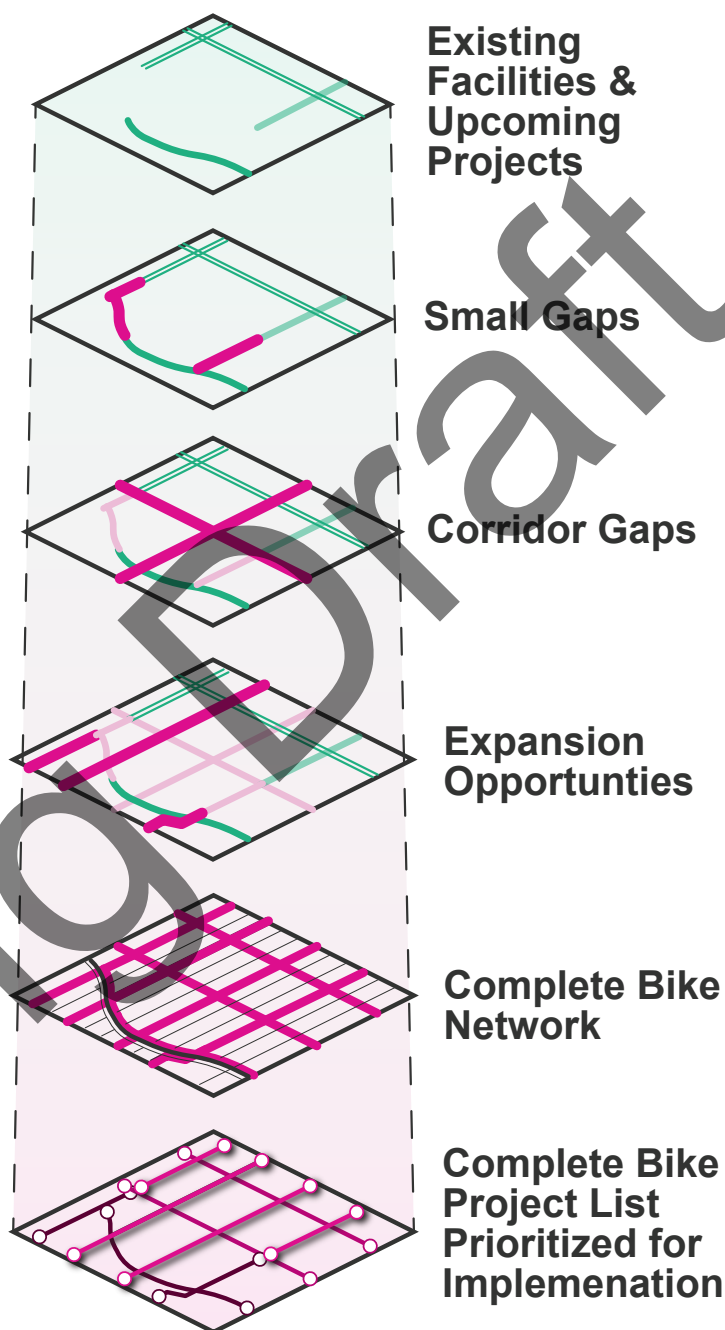 Existing
Facilities &
Upcoming
Projects
Small Gaps
Corridor Gaps
Expansion
Opportunties
Complete Bike
Network
Complete Bike
Project List
Prioritized for
Implemenation
g Draft